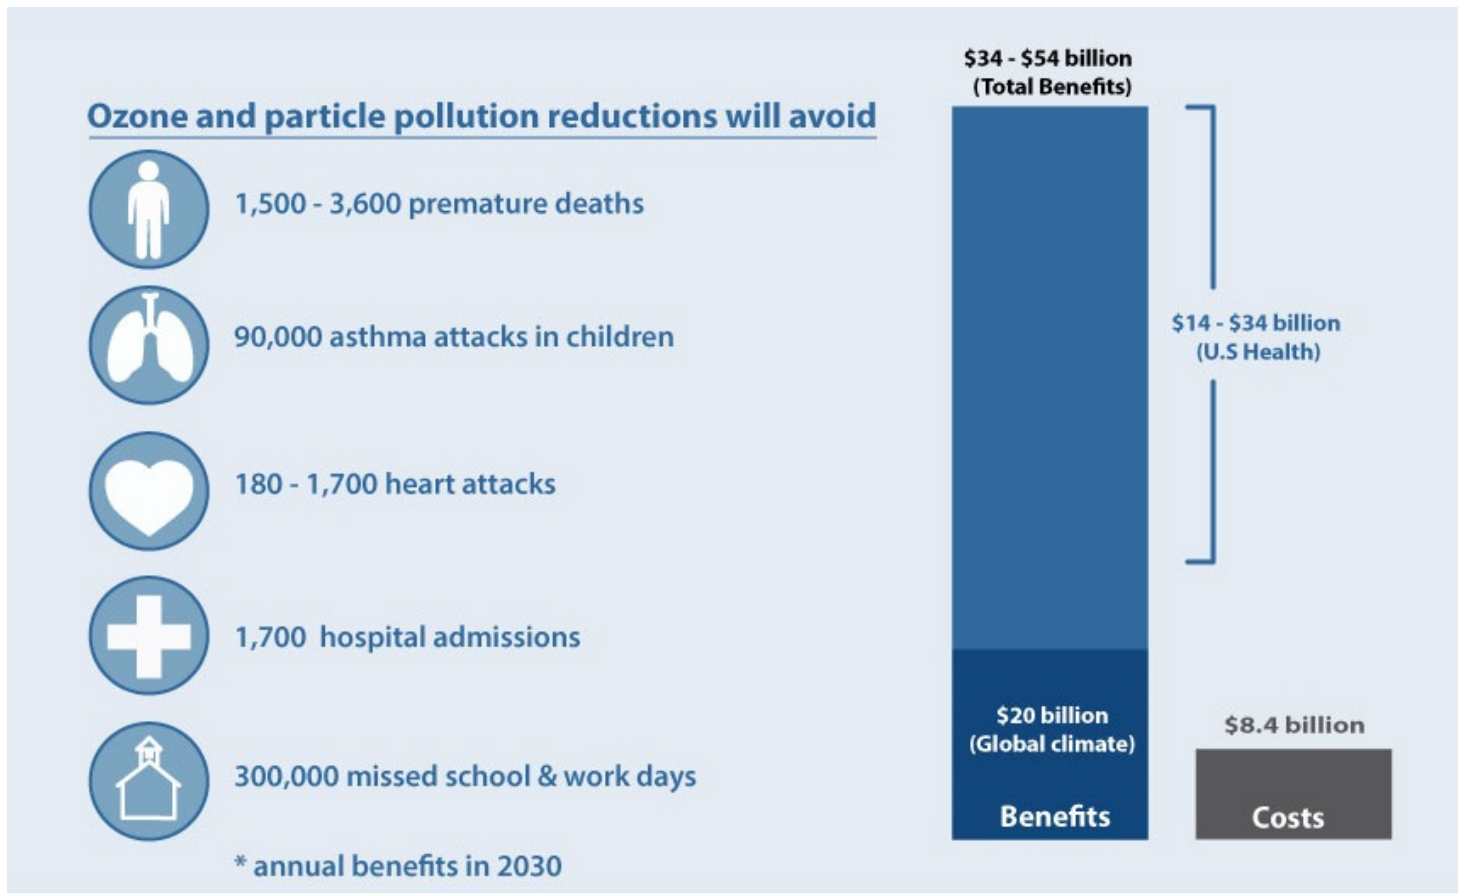 Ozone and particle pollution reductions will avoid
1,500 - 3,600 premature deaths
90,000 asthma attacks in children
180 - 1,700 heart attacks
1,700 hospital admissions
300,000 missed school & work days
* annual benefits in 2030
$34 - $54 billion
(Total Benefits)
$14 - $34 billion
(U.S Health)
$20 billion
(Global climate)
Benefits
$8.4 billion
Costs